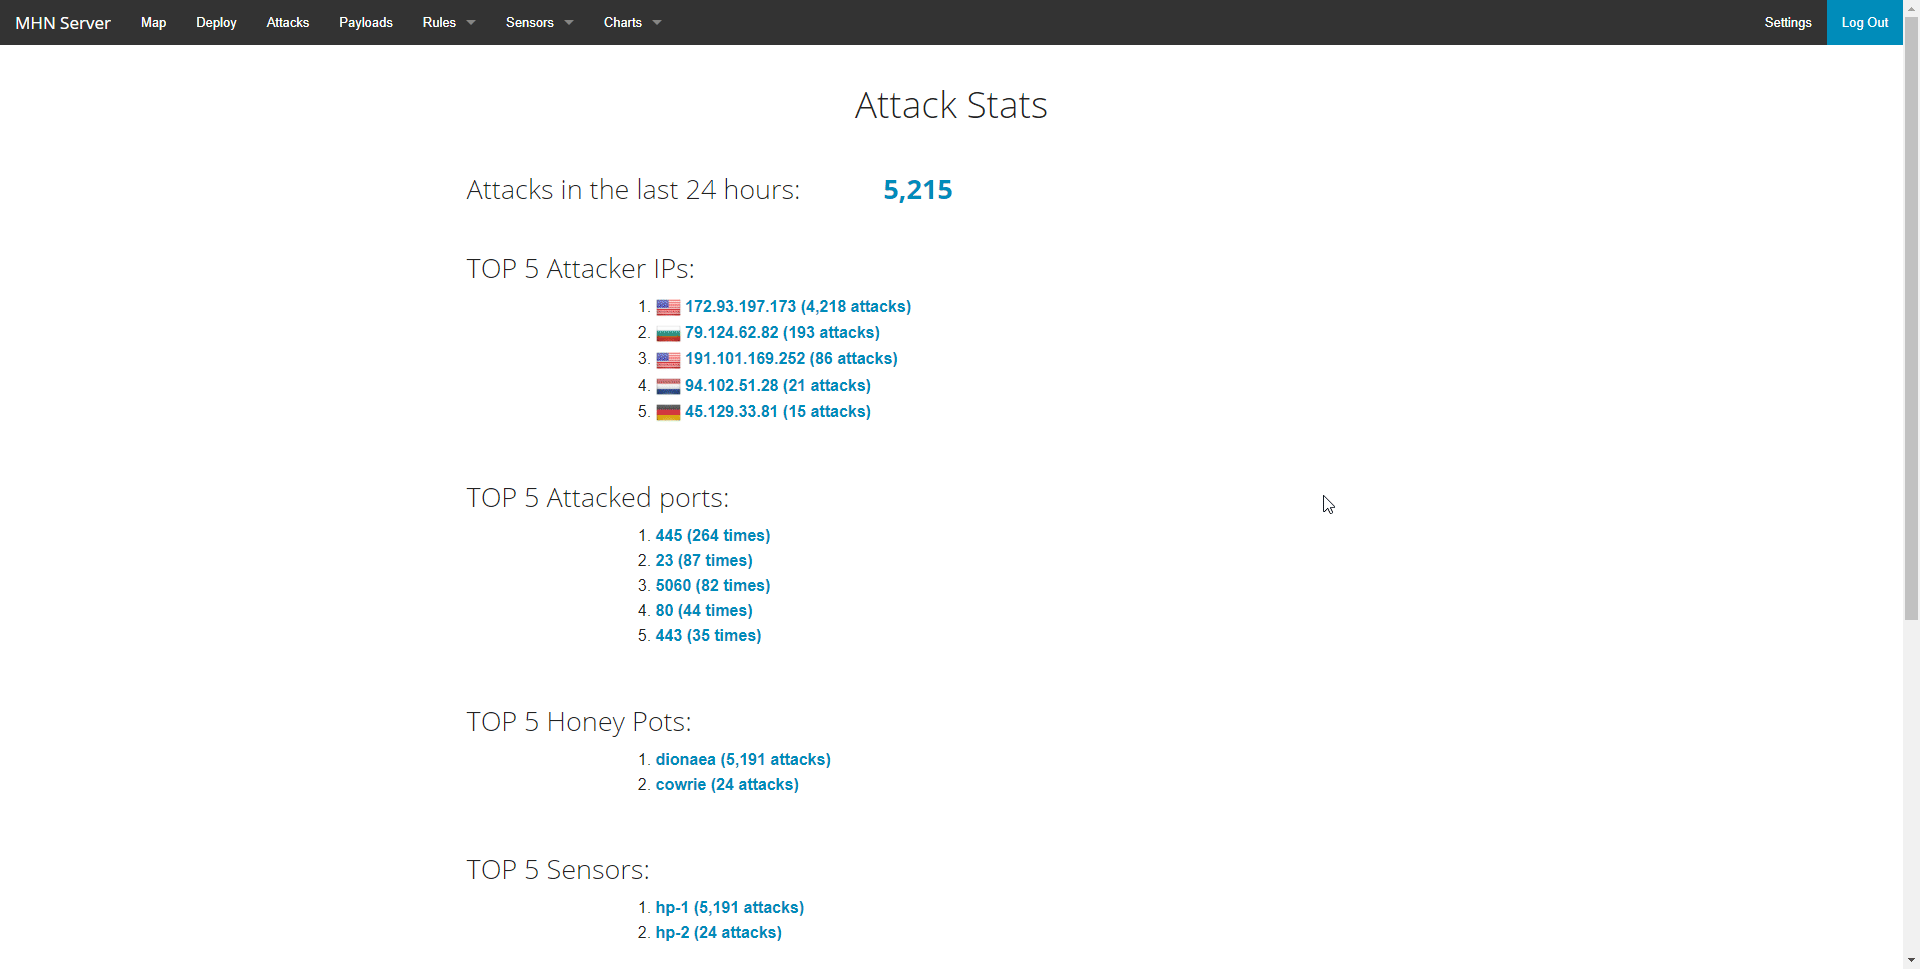 MHN Server Map Deploy Attacks Payloads Rules Sensors Charts Settings Log Out
Attack Stats
Attacks in the last 24 hours: 5,215
TOP 5 Attacker IPs:
1. 172.93.197.173 (4,218 attacks)
2. 79.124.62.82 (193 attacks)
3. 191.101.169.252 (86 attacks)
4. 94.102.51.28 (21 attacks)
5. 45.129.33.81 (15 attacks)
TOP 5 Attacked ports:
1. 445 (264 times)
2. 23 (87 times)
3. 5060 (82 times)
4. 80 (44 times)
5. 443 (35 times)
TOP 5 Honey Pots:
1. dionaea (5,191 attacks)
2. cowrie (24 attacks)
TOP 5 Sensors:
1. hp-1 (5,191 attacks)
2. hp-2 (24 attacks)